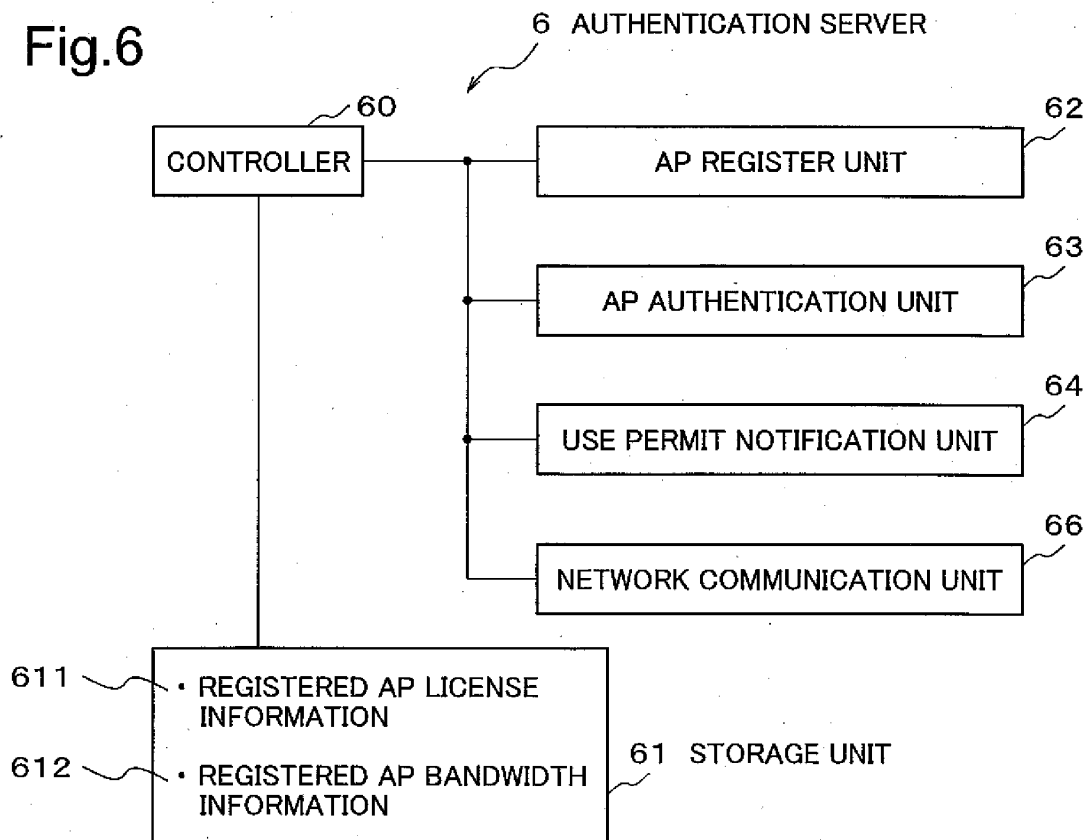 Fig.6
6 AUTHENTICATION SERVER
60
CONTROLLER
62
AP REGISTER UNIT
63
AP AUTHENTICATION UNIT
64
USE PERMIT NOTIFICATION UNIT
66
NETWORK COMMUNICATION UNIT
611
• REGISTERED AP LICENSE
INFORMATION
612
• REGISTERED AP BANDWIDTH
INFORMATION
61 STORAGE UNIT